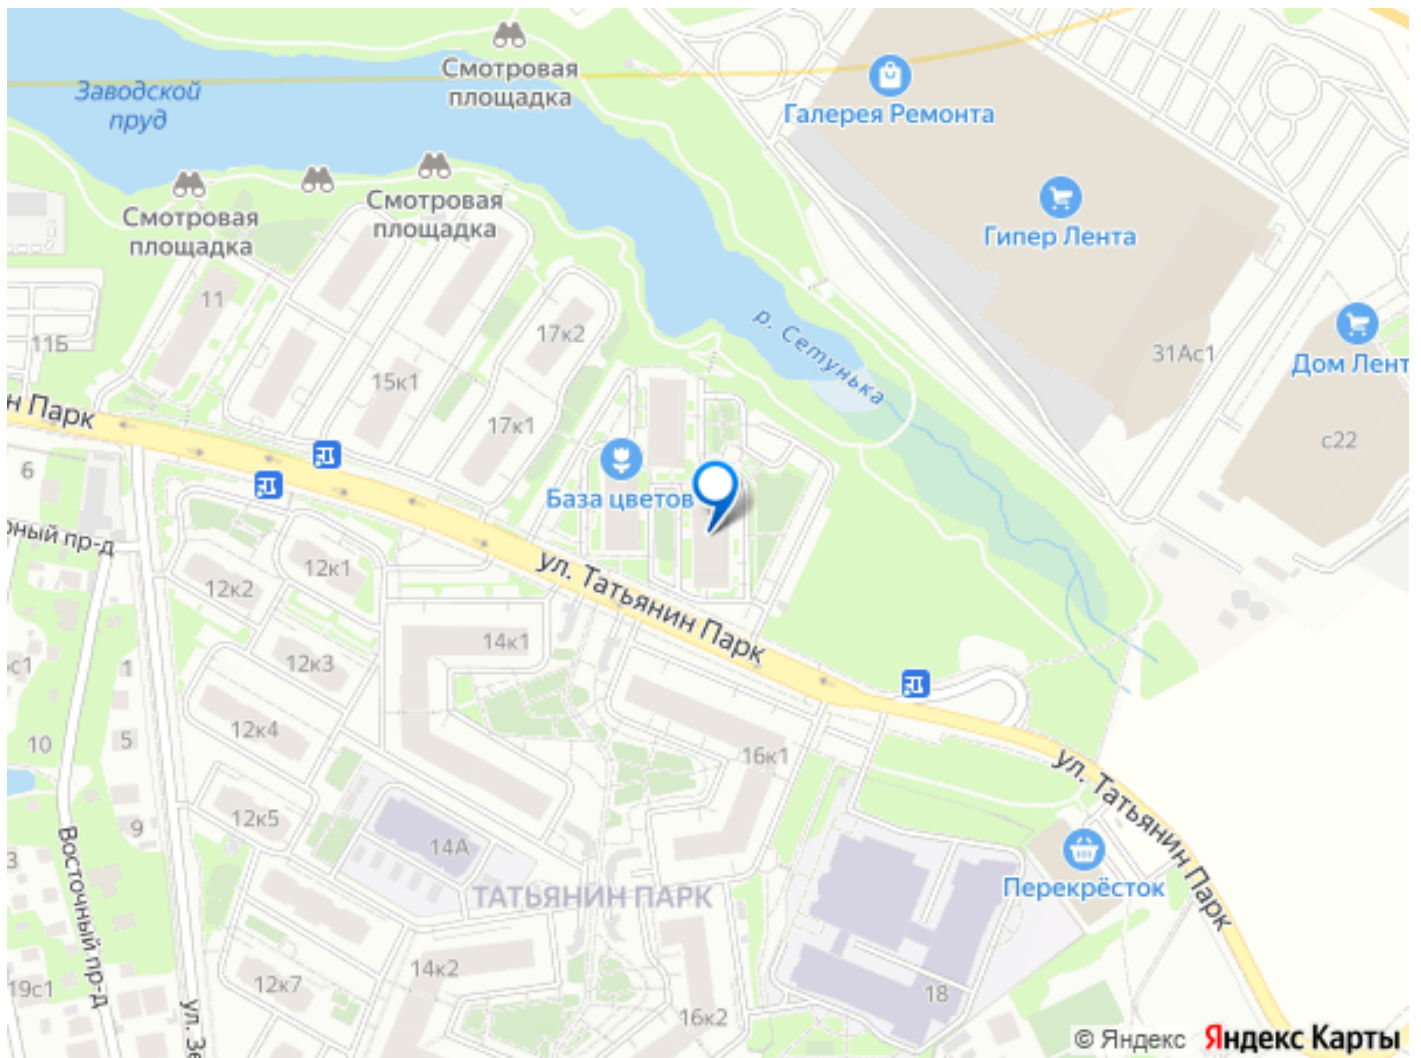 Смотровая
площадка
Заводской
пруд
Галерея Ремонта
Смотровая
площадка
Смотровая
площадка
Гипер Лента
р. Сетунька
11
17к2
11Б
15к1
31Ас1
Дом Лент
н Парк
17к1
с22
6
База цветов
ный пр-д
12к1
12к2
ул. Татьянин Парк
14к1
12к3
с1
1
12к4
5
10
16к1
ул. Татьянин Парк
12к5
9
14А
3
Восточный пр-д
Перекрёсток
ТАТЬЯНИН ПАРК
14к2
12к7
19с1
18
16к2
ул. Зе
© Яндекс Яндекс Карты